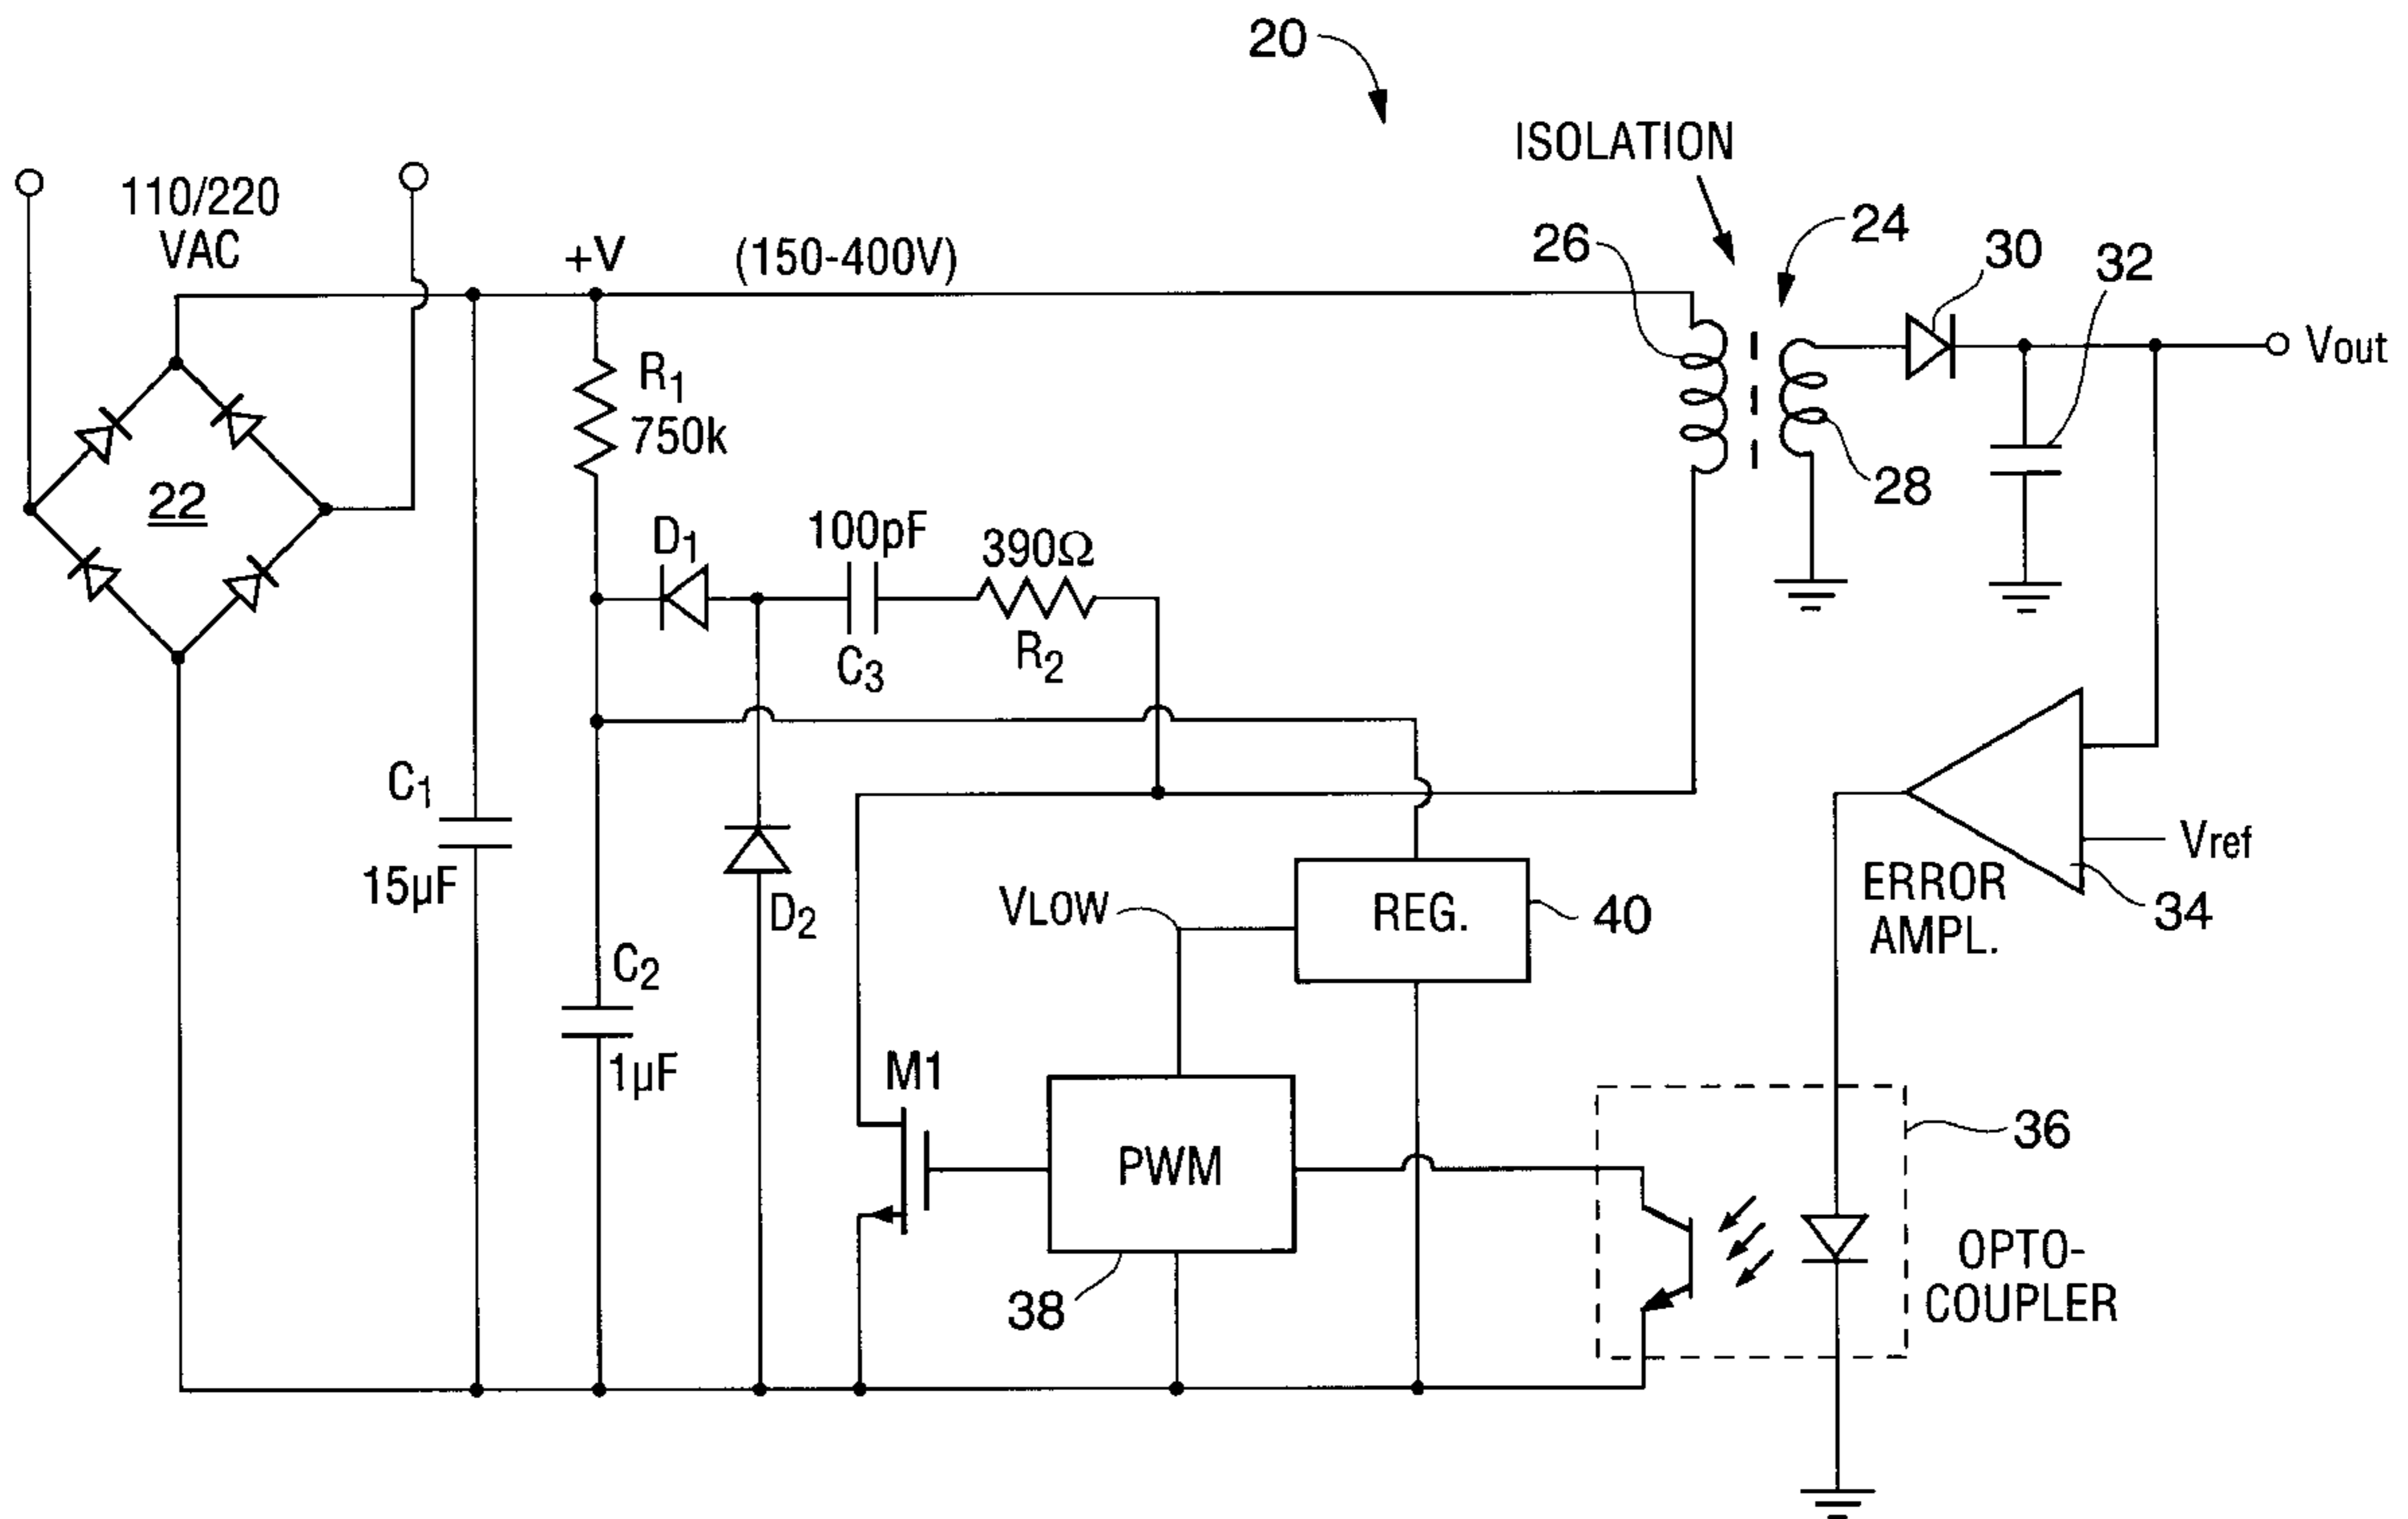 20
ISOLATION
110/220
VAC
+V
(150-400V)
26
24
30
32
Vout
R1
750k
22
28
D1
100pF
390Ω
C3
R2
C1
15µF
D2
VLOW
REG.
40
ERROR
AMPL.
Vref
34
C2
1µF
M1
PWM
38
36
OPTO-
COUPLER